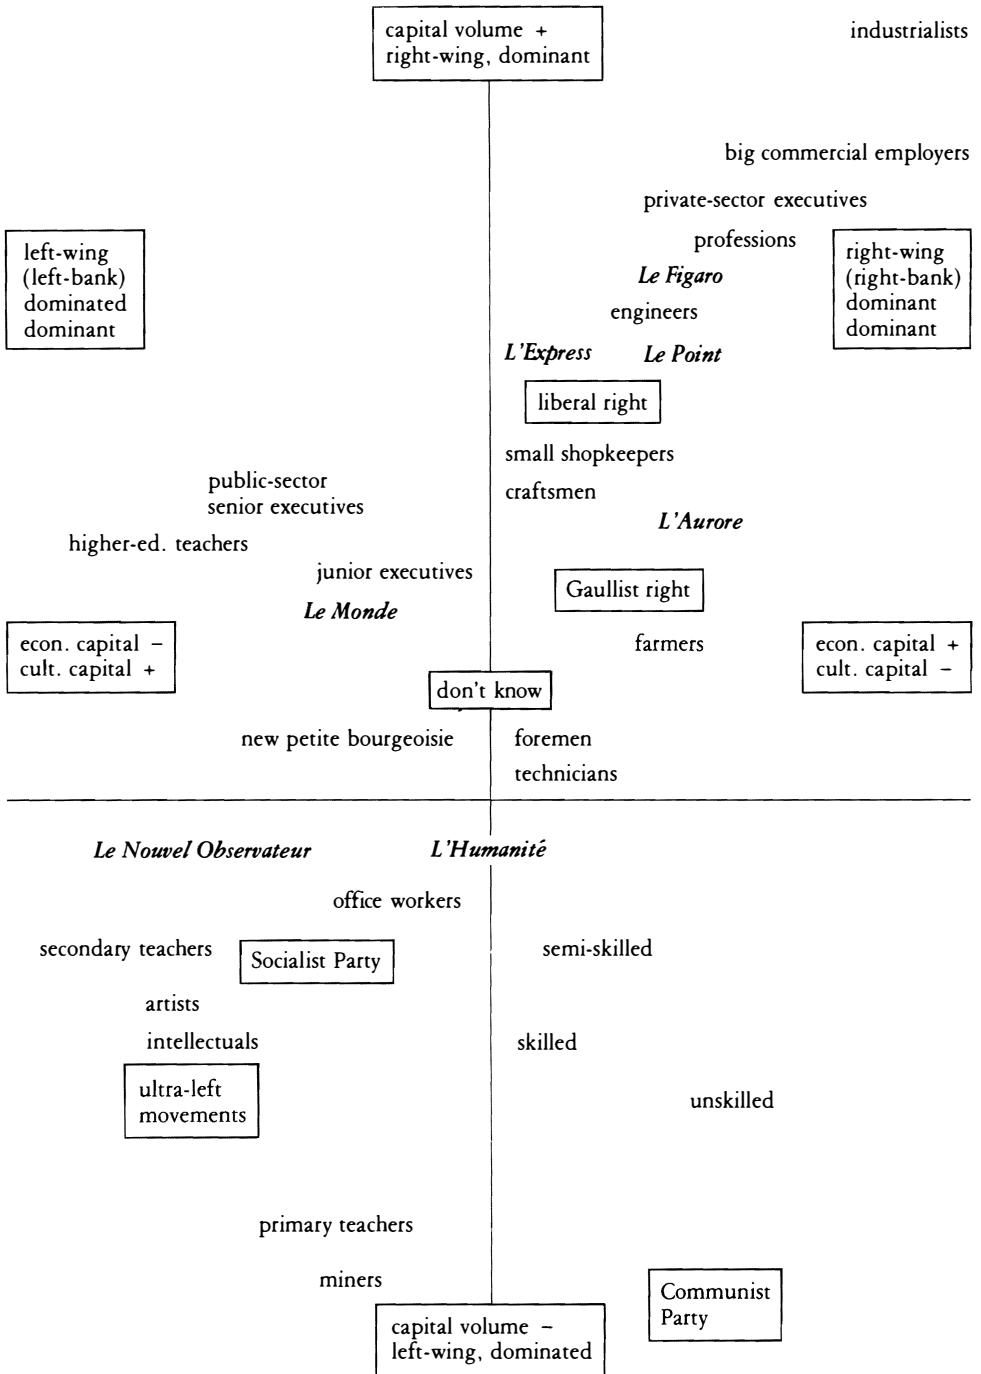 capital volume +
right-wing, dominant
industrialists
big commercial employers
private-sector executives
professions
left-wing
(left-bank)
dominated
dominant
right-wing
(right-bank)
dominant
dominant
Le Figaro
engineers
L'Express
Le Point
liberal right
small shopkeepers
public-sector
senior executives
craftsmen
L'Aurore
higher-ed. teachers
junior executives
Gaullist right
Le Monde
econ. capital −
cult. capital +
farmers
econ. capital +
cult. capital −
don't know
new petite bourgeoisie
foremen
technicians
Le Nouvel Observateur
L'Humanité
office workers
secondary teachers
Socialist Party
semi-skilled
artists
intellectuals
skilled
ultra-left
movements
unskilled
primary teachers
miners
Communist
Party
capital volume −
left-wing, dominated